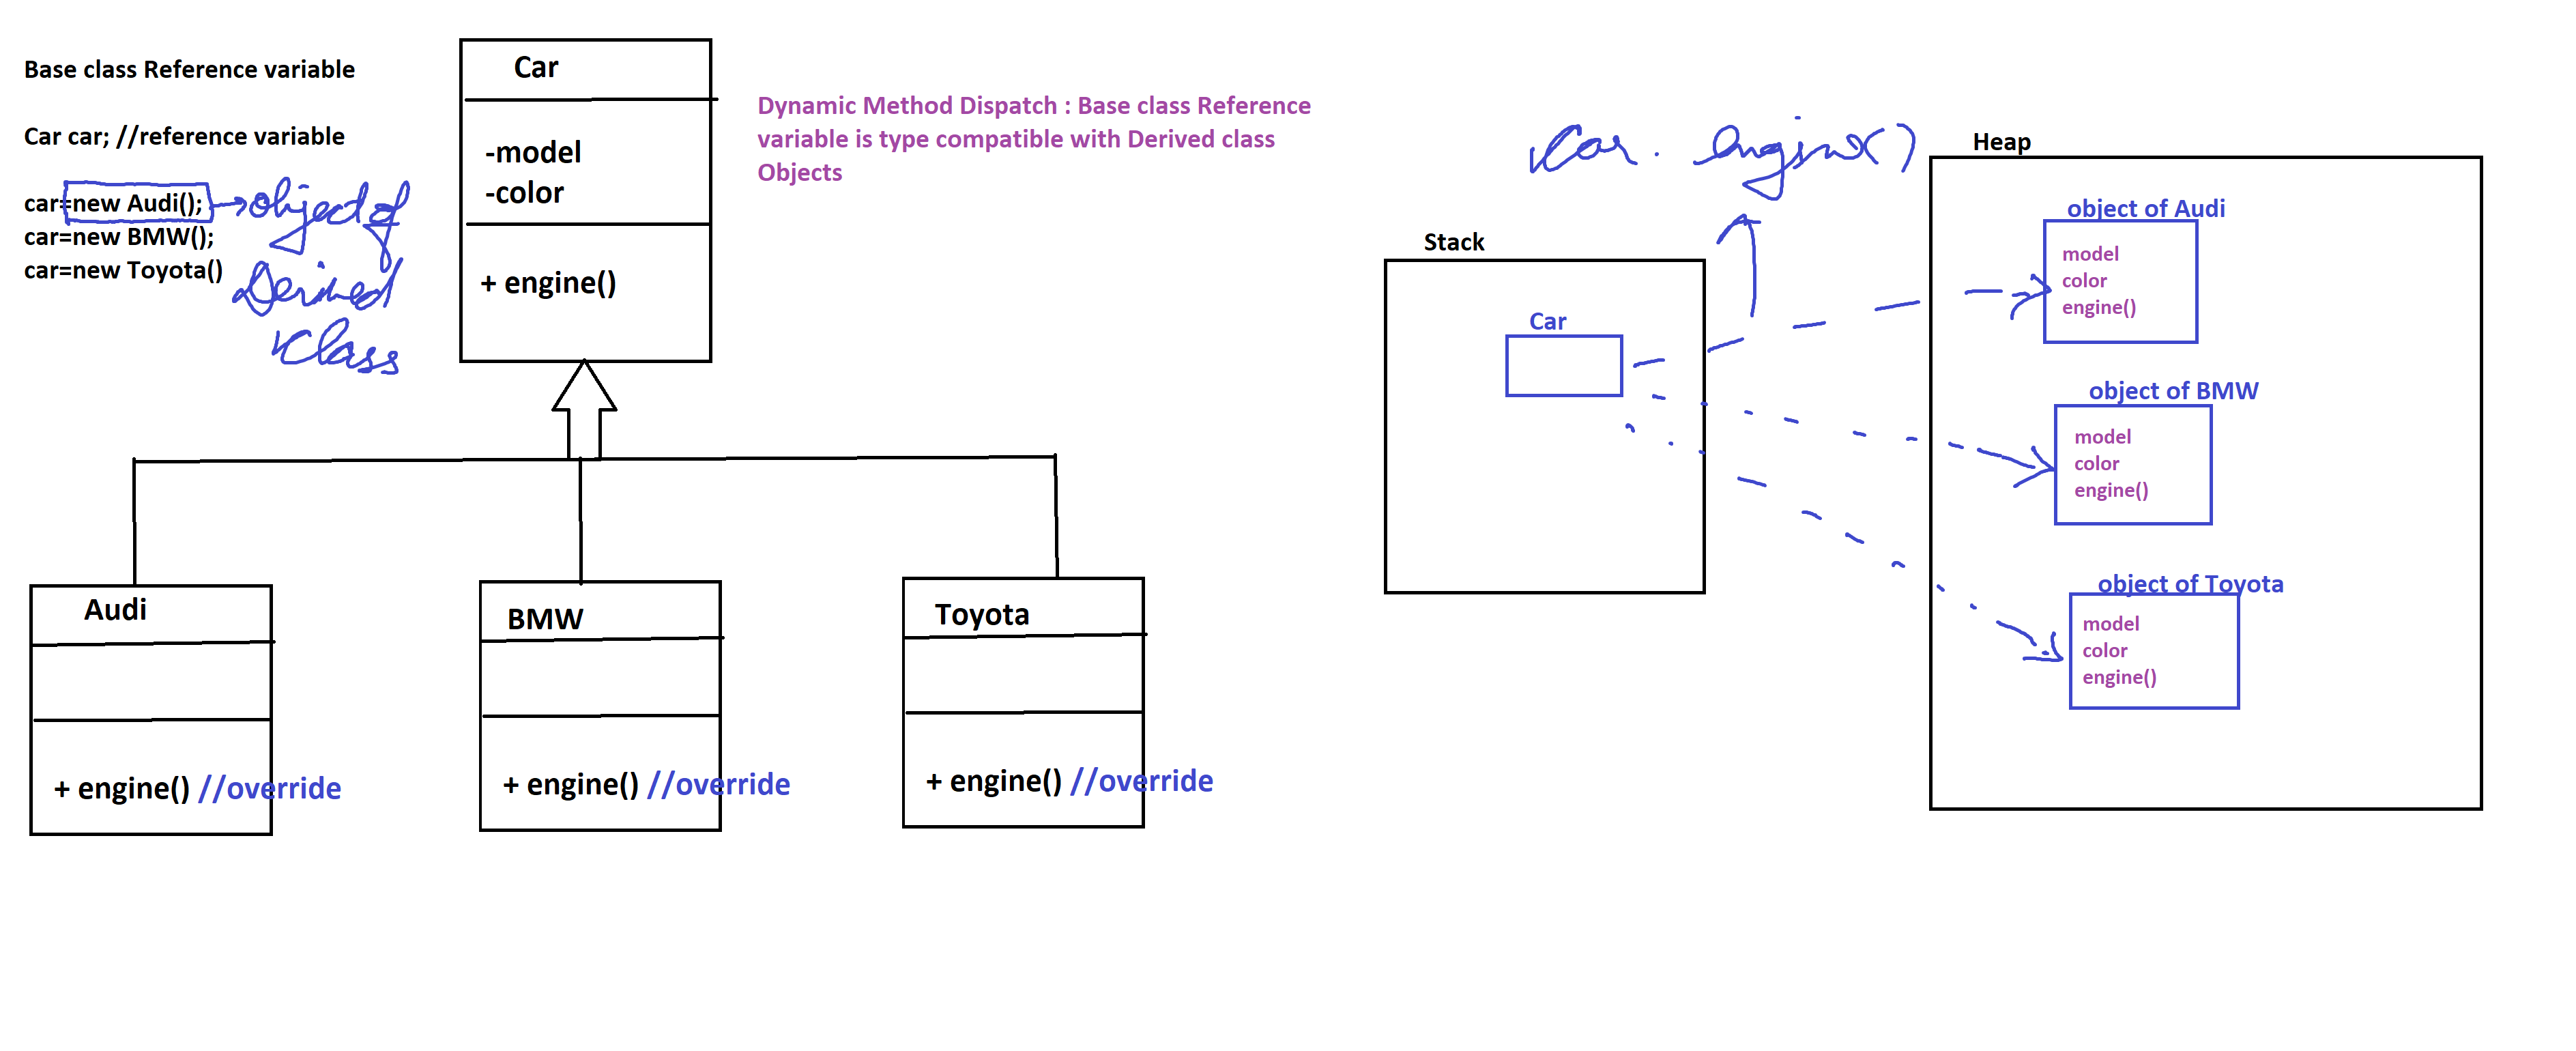 Base class Reference variable
Car car; //reference variable
car=new Audi();
car=new BMW();
car=new Toyota()
object of
Derived
Class
Car
-model
-color
+ engine()
Dynamic Method Dispatch : Base class Reference
variable is type compatible with Derived class
Objects
Audi
+ engine() //override
BMW
+ engine() //override
Toyota
+ engine() //override
Car. engine()
Stack
Car
Heap
object of Audi
model
color
engine()
object of BMW
model
color
engine()
object of Toyota
model
color
engine()